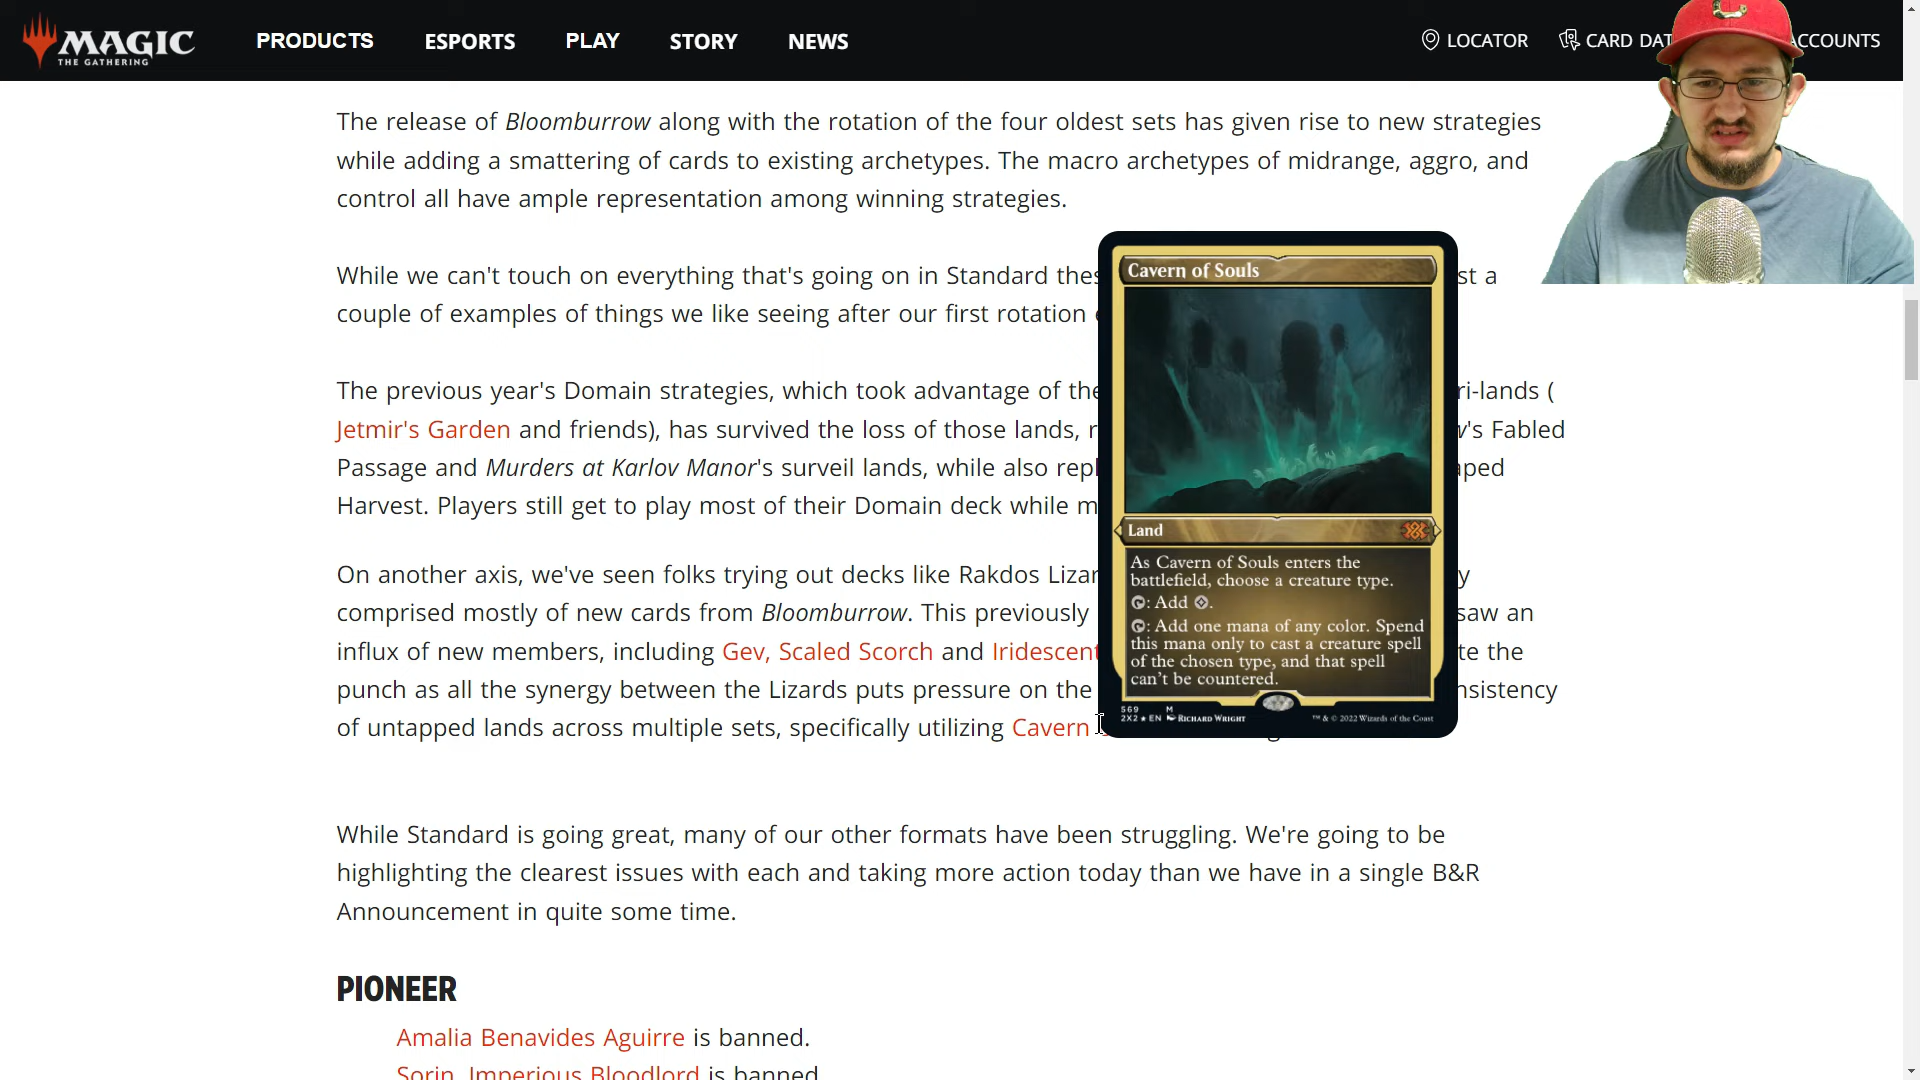 MAGIC
THE GATHERING
PRODUCTS
ESPORTS
PLAY
STORY
NEWS
LOCATOR
CARD DAT
ACCOUNTS
The release of Bloomburrow along with the rotation of the four oldest sets has given rise to new strategies
while adding a smattering of cards to existing archetypes. The macro archetypes of midrange, aggro, and
control all have ample representation among winning strategies.
While we can't touch on everything that's going on in Standard thes st a
couple of examples of things we like seeing after our first rotation
The previous year's Domain strategies, which took advantage of the ri-lands (
Jetmir's Garden and friends), has survived the loss of those lands, r 's Fabled
Passage and Murders at Karlov Manor's surveil lands, while also repl aped
Harvest. Players still get to play most of their Domain deck while m
On another axis, we've seen folks trying out decks like Rakdos Lizar y
comprised mostly of new cards from Bloomburrow. This previously saw an
influx of new members, including Gev, Scaled Scorch and Iridescent te the
punch as all the synergy between the Lizards puts pressure on the nsistency
of untapped lands across multiple sets, specifically utilizing Cavern
Cavern of Souls
Land
As Cavern of Souls enters the
battlefield, choose a creature type.
: Add .
: Add one mana of any color. Spend
this mana only to cast a creature spell
of the chosen type, and that spell
can't be countered.
569 M
2X2 ★ EN RICHARD WRIGHT
™ & © 2022 Wizards of the Coast
While Standard is going great, many of our other formats have been struggling. We're going to be
highlighting the clearest issues with each and taking more action today than we have in a single B&R
Announcement in quite some time.
PIONEER
Amalia Benavides Aguirre is banned.
Sorin, Imperious Bloodlord is banned